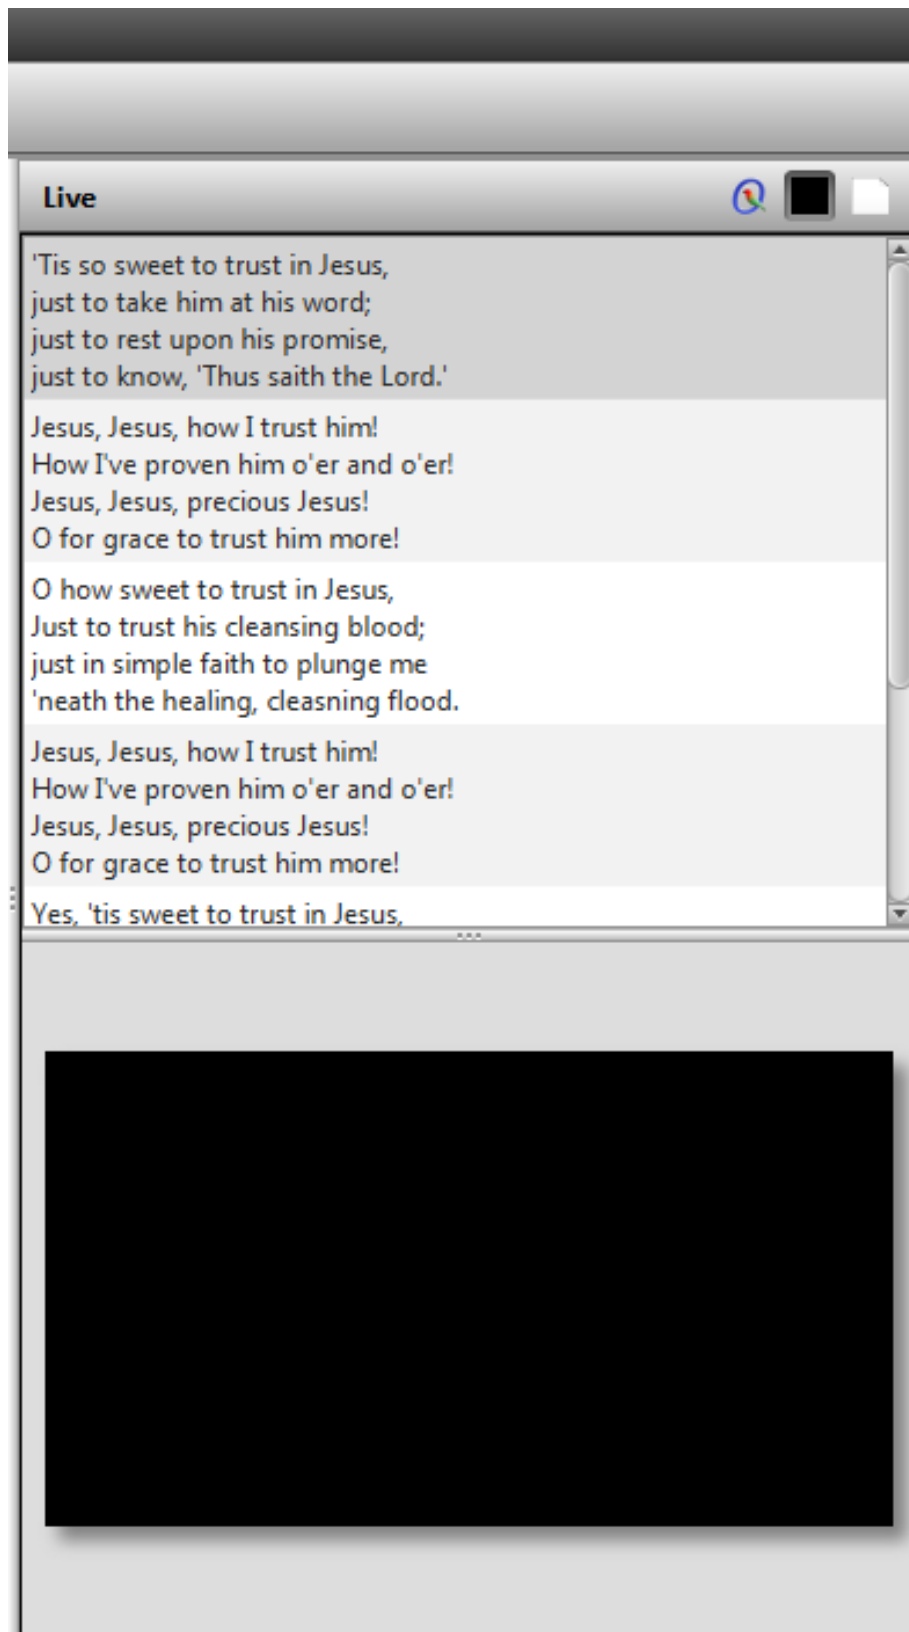 Live
'Tis so sweet to trust in Jesus,
just to take him at his word;
just to rest upon his promise,
just to know, 'Thus saith the Lord.'
Jesus, Jesus, how I trust him!
How I've proven him o'er and o'er!
Jesus, Jesus, precious Jesus!
O for grace to trust him more!
O how sweet to trust in Jesus,
Just to trust his cleansing blood;
just in simple faith to plunge me
'neath the healing, cleasning flood.
Jesus, Jesus, how I trust him!
How I've proven him o'er and o'er!
Jesus, Jesus, precious Jesus!
O for grace to trust him more!
Yes, 'tis sweet to trust in Jesus,